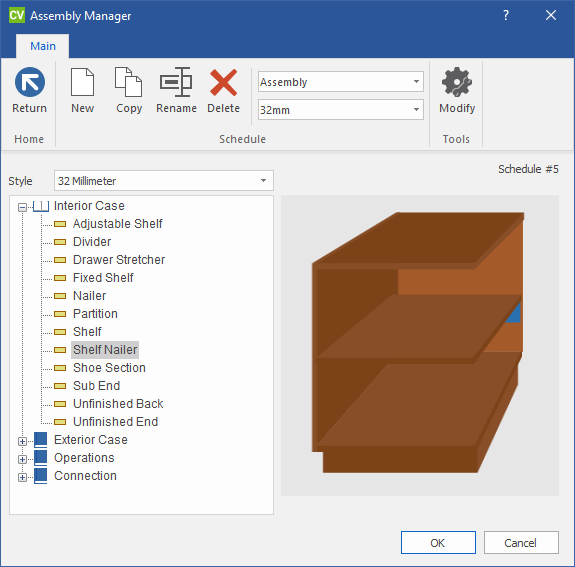 CV Assembly Manager ?
Main
Return New Copy Rename Delete Assembly 32mm Modify
Home Schedule Tools
Schedule #5
Style 32 Millimeter
Interior Case
Adjustable Shelf
Divider
Drawer Stretcher
Fixed Shelf
Nailer
Partition
Shelf
Shelf Nailer
Shoe Section
Sub End
Unfinished Back
Unfinished End
Exterior Case
Operations
Connection
OK Cancel